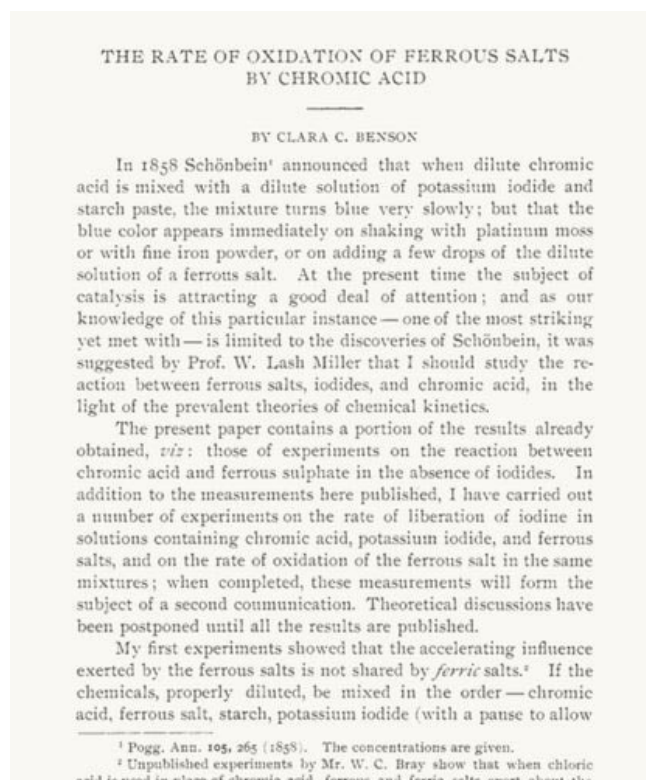 THE RATE OF OXIDATION OF FERROUS SALTS
BY CHROMIC ACID
BY CLARA C. BENSON
In 1858 Schönbein¹ announced that when dilute chromic
acid is mixed with a dilute solution of potassium iodide and
starch paste, the mixture turns blue very slowly; but that the
blue color appears immediately on shaking with platinum moss
or with fine iron powder, or on adding a few drops of the dilute
solution of a ferrous salt. At the present time the subject of
catalysis is attracting a good deal of attention; and as our
knowledge of this particular instance — one of the most striking
yet met with — is limited to the discoveries of Schönbein, it was
suggested by Prof. W. Lash Miller that I should study the re-
action between ferrous salts, iodides, and chromic acid, in the
light of the prevalent theories of chemical kinetics.
The present paper contains a portion of the results already
obtained, viz: those of experiments on the reaction between
chromic acid and ferrous sulphate in the absence of iodides. In
addition to the measurements here published, I have carried out
a number of experiments on the rate of liberation of iodine in
solutions containing chromic acid, potassium iodide, and ferrous
salts, and on the rate of oxidation of the ferrous salt in the same
mixtures; when completed, these measurements will form the
subject of a second communication. Theoretical discussions have
been postponed until all the results are published.
My first experiments showed that the accelerating influence
exerted by the ferrous salts is not shared by ferric salts.² If the
chemicals, properly diluted, be mixed in the order — chromic
acid, ferrous salt, starch, potassium iodide (with a pause to allow
¹ Pogg. Ann. 105, 265 (1858). The concentrations are given.
² Unpublished experiments by Mr. W. C. Bray show that when chloric
acid is used in place of chromic acid, ferrous and ferric salts exert about the